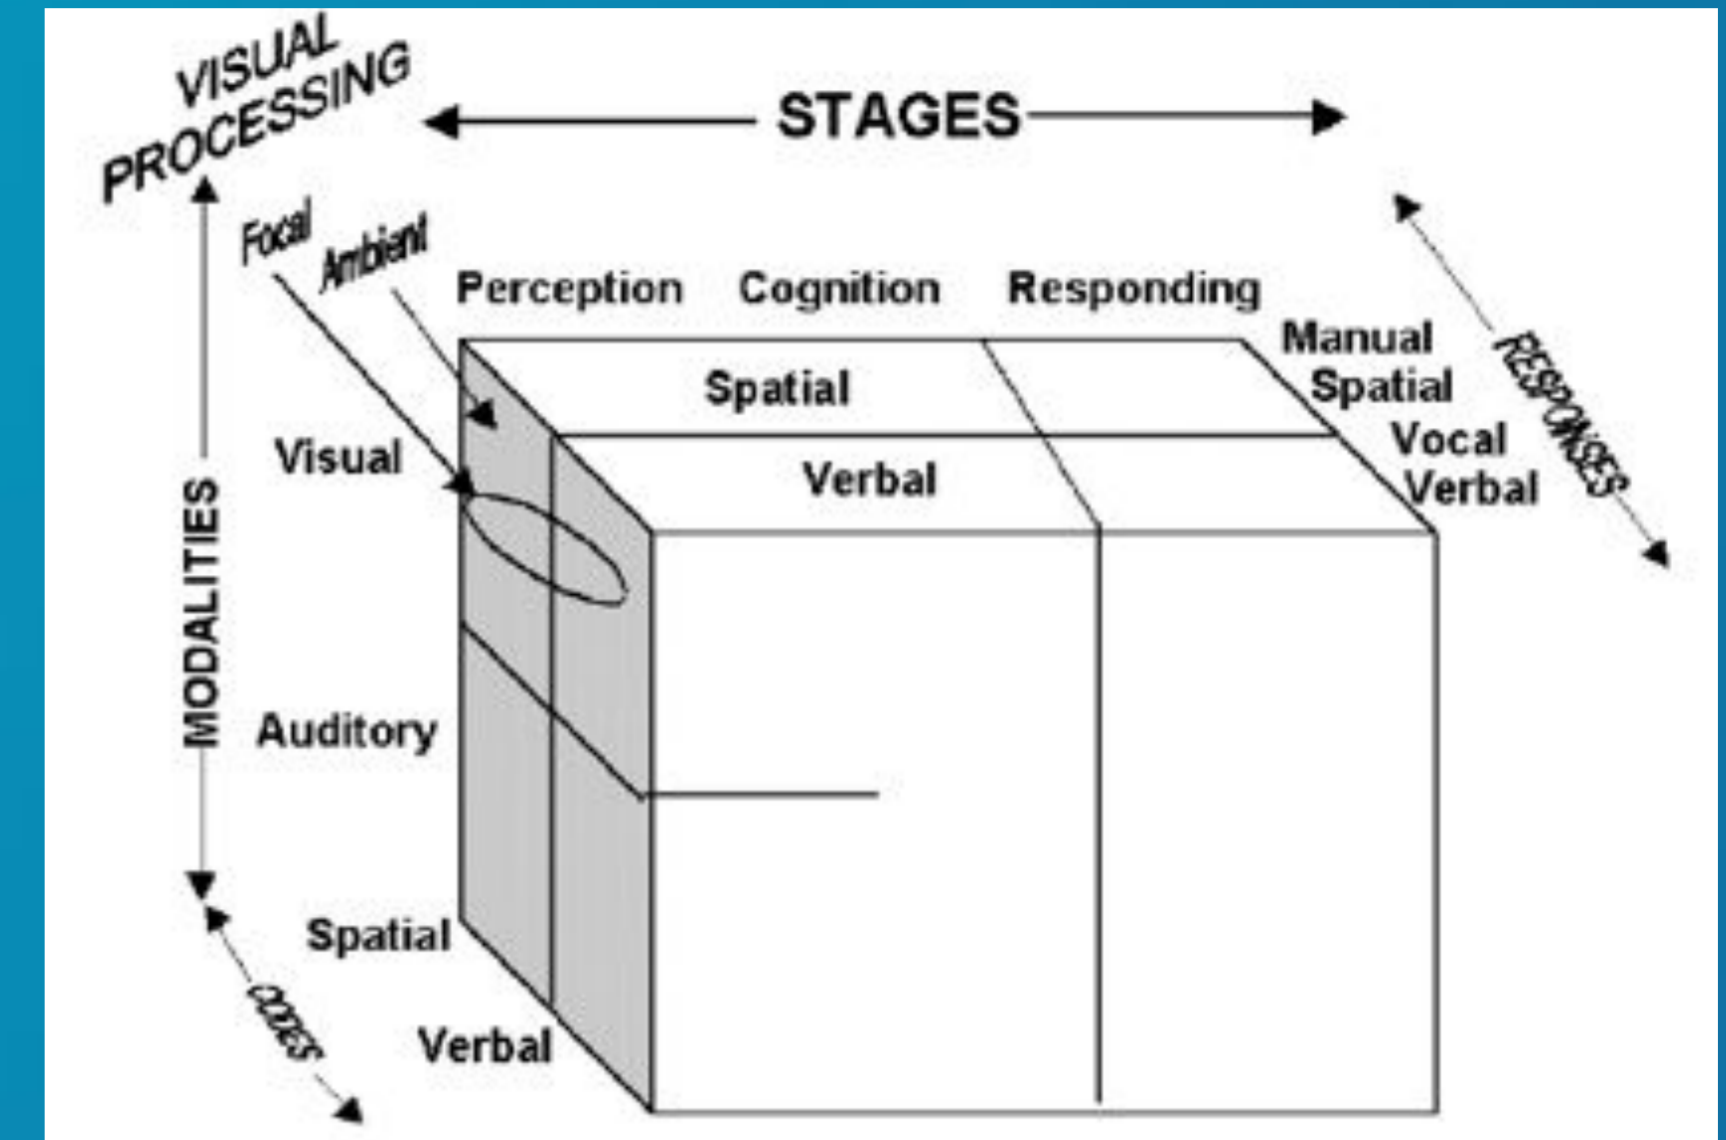 VISUAL
PROCESSING
STAGES
Focal
Ambient
Perception Cognition Responding
Manual
Spatial
Vocal
Verbal
RESPONSES
Spatial
Verbal
Visual
MODALITIES
Auditory
Spatial
Verbal
CODES